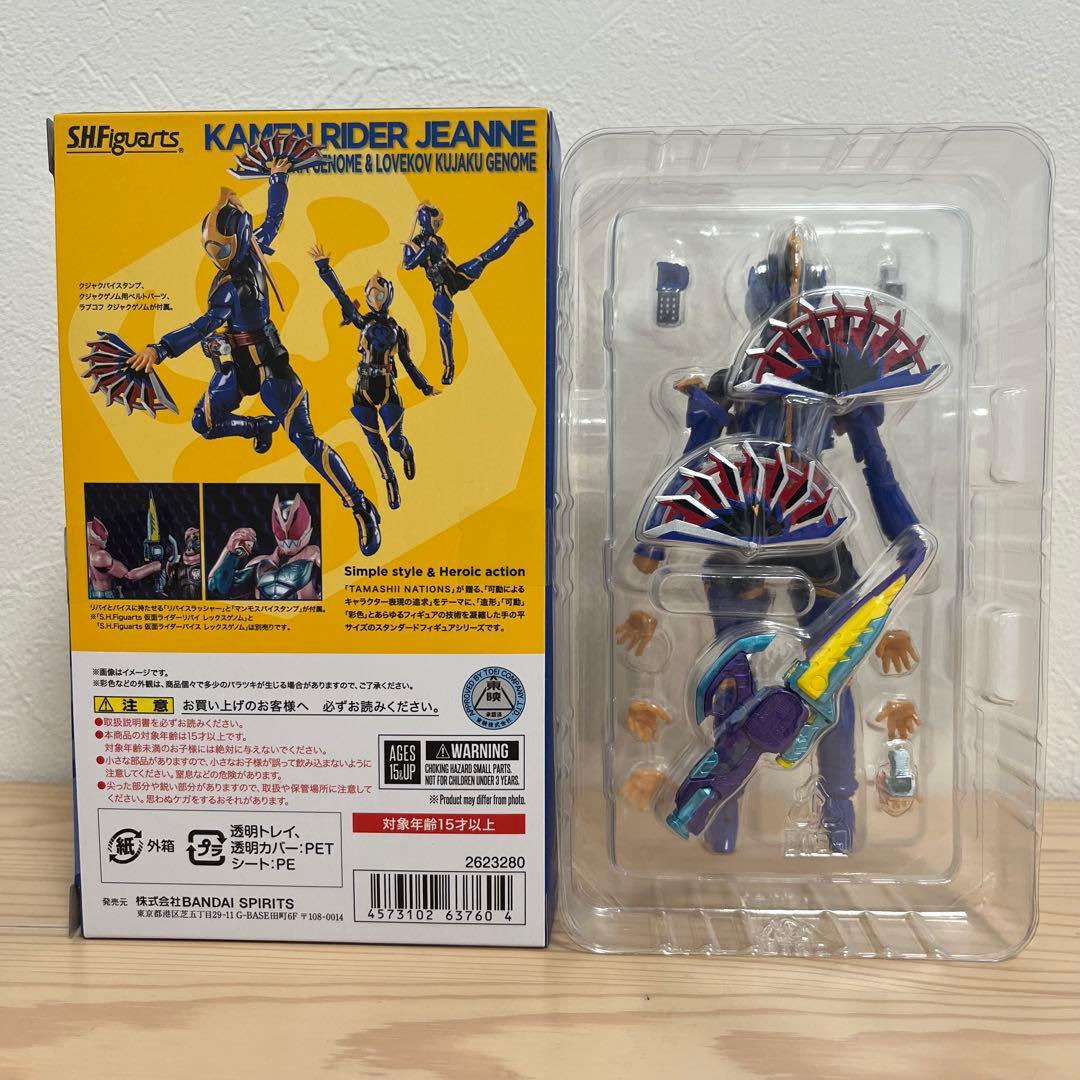 S.H.Figuarts
KAMEN RIDER JEANNE
GENOME & LOVEKOV KUJAKU GENOME
クジャクバイスタンプ、
クジャクゲノム用ベルトパーツ、
ラブコフ クジャクゲノムが付属。
リバイとバイスに持たせる「リバイスラッシャー」と「マンモスバイスタンプ」が付属。
※「S.H.Figuarts 仮面ライダーリバイ レックスゲノム」と
「S.H.Figuarts 仮面ライダーバイス レックスゲノム」は別売りです。
Simple style & Heroic action
「TAMASHII NATIONS」が贈る、「可動による
キャラクター表現の追求」をテーマに、「造形」「可動」
「彩色」とあらゆるフィギュアの技術を凝縮した手の平
サイズのスタンダードフィギュアシリーズです。
※画像はイメージです。
※彩色などの外観は、商品個々で多少のバラツキが生じる場合がありますので、ご了承ください。
注意 お買い上げのお客様へ 必ずお読みください。
●取扱説明書を必ずお読みください。
●本商品の対象年齢は15才以上です。
対象年齢未満のお子様には絶対に与えないでください。
●小さな部品がありますので、小さなお子様が誤って飲み込まないように
注意してください。窒息などの危険があります。
●尖った部分や鋭い部分がありますので、取扱や保管場所に注意して
ください。思わぬケガをするおそれがあります。
APPROVED BY TOEI COMPANY, LTD.
東映
承認済
東映株式会社
AGES
15&UP
WARNING
CHOKING HAZARD SMALL PARTS.
NOT FOR CHILDREN UNDER 3 YEARS.
※Product may differ from photo.
対象年齢15才以上
紙 外箱
プラ 透明トレイ、
透明カバー:PET
シート:PE
2623280
4573102 63760 4
発売元 株式会社BANDAI SPIRITS
東京都港区芝五丁目29-11 G-BASE田町6F 〒108-0014